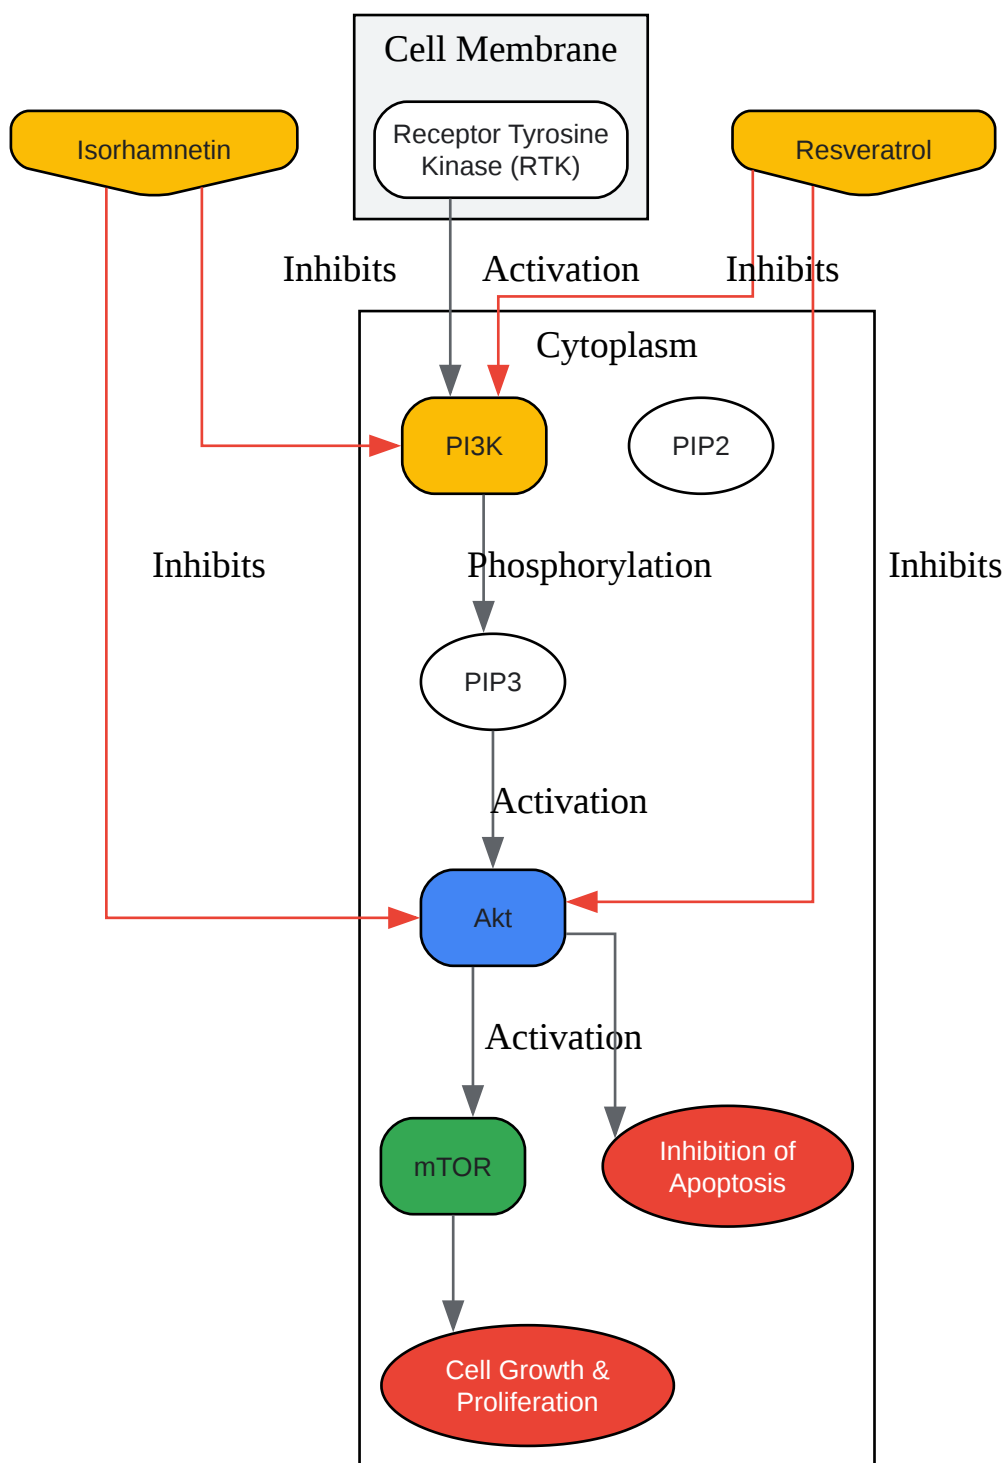 Cell Membrane
Receptor Tyrosine
Kinase (RTK)
Isorhamnetin
Resveratrol
Inhibits
Activation
Inhibits
Cytoplasm
PI3K
PIP2
Inhibits
Phosphorylation
Inhibits
PIP3
Activation
Akt
Activation
mTOR
Inhibition of
Apoptosis
Cell Growth &
Proliferation